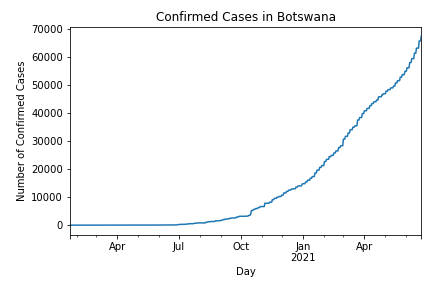 Confirmed Cases in Botswana
Number of Confirmed Cases
70000
60000
50000
40000
30000
20000
10000
0
Apr Jul Oct Jan Apr
2021
Day